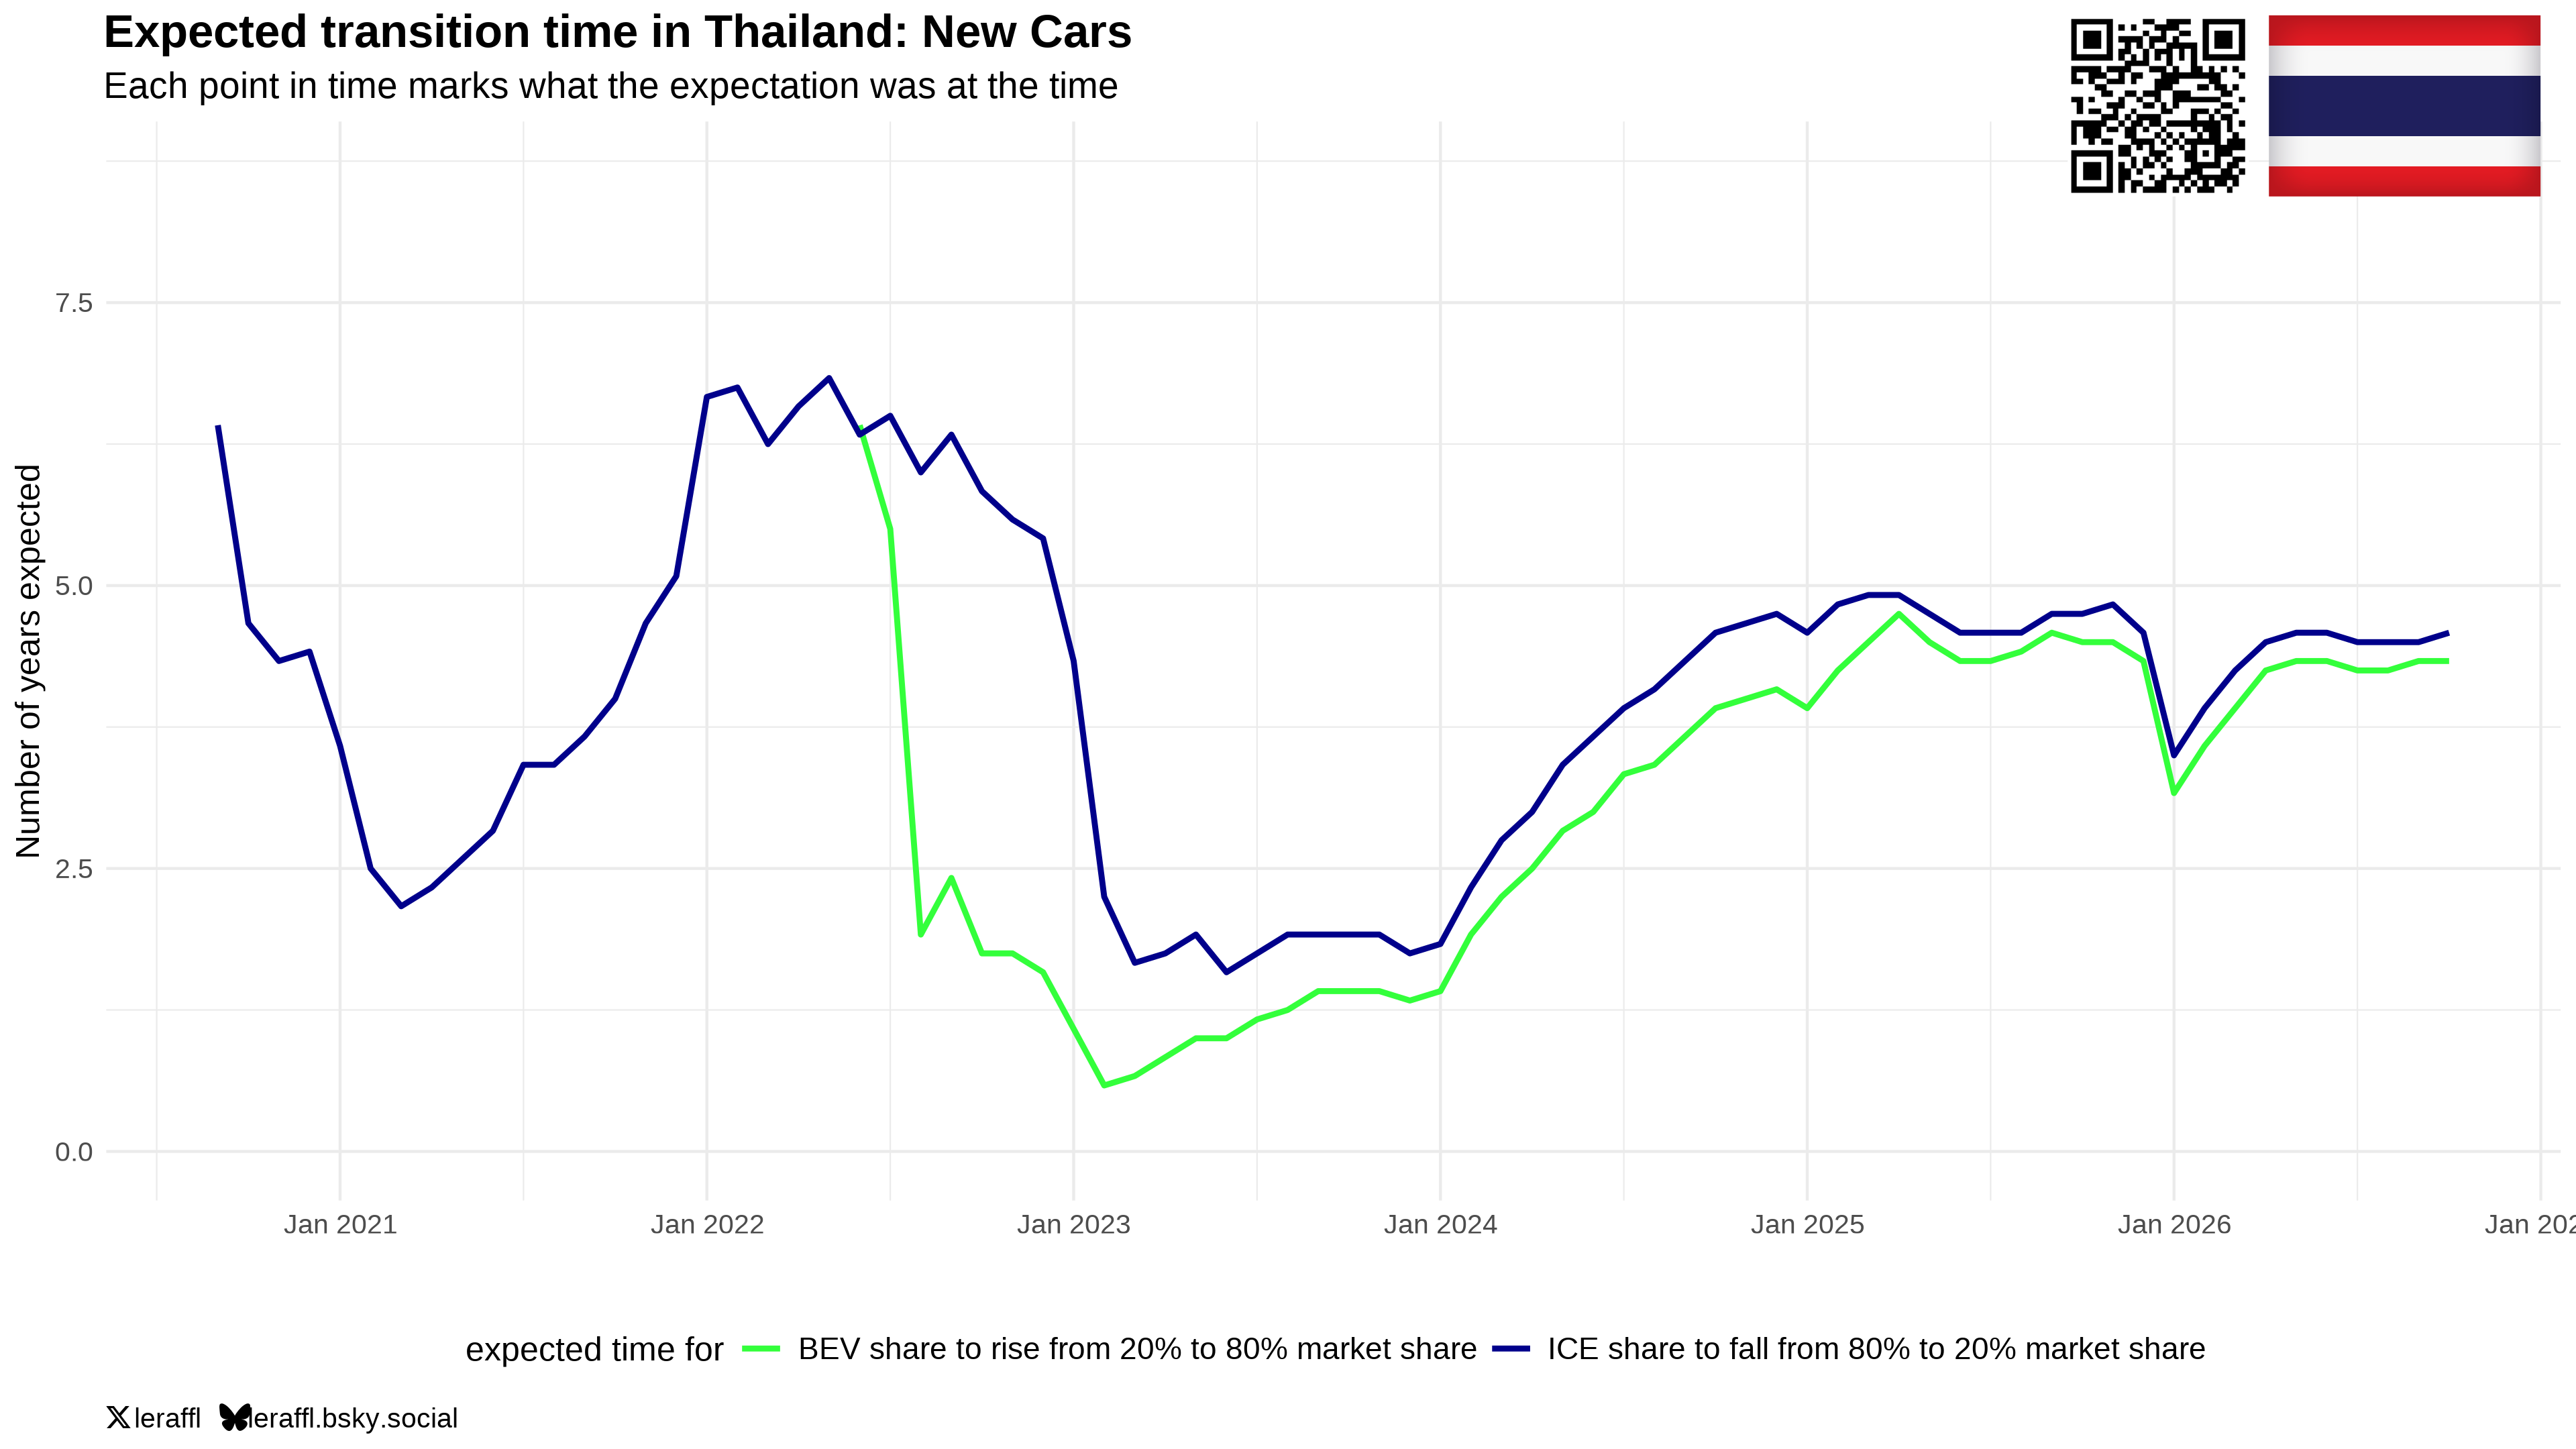 Expected transition time in Thailand: New Cars
Each point in time marks what the expectation was at the time
Number of years expected
7.5
5.0
2.5
0.0
Jan 2021
Jan 2022
Jan 2023
Jan 2024
Jan 2025
Jan 2026
Jan 202
expected time for
BEV share to rise from 20% to 80% market share
ICE share to fall from 80% to 20% market share
leraffl
leraffl.bsky.social